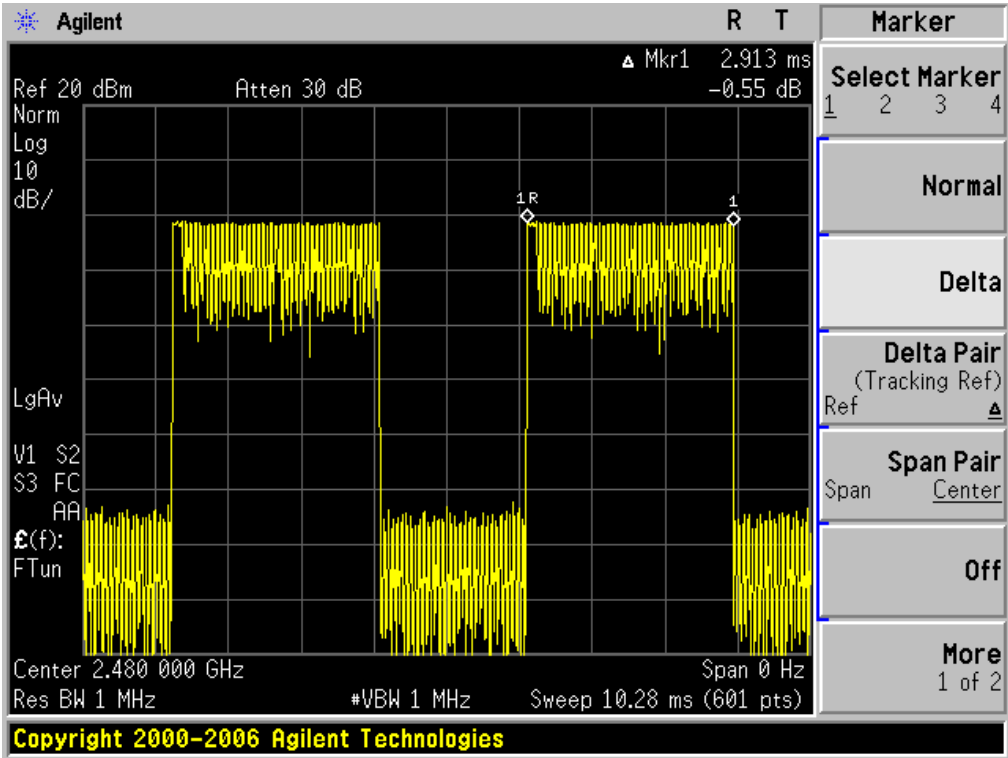 Agilent R T
Δ Mkr1 2.913 ms
Ref 20 dBm Atten 30 dB -0.55 dB
Norm
Log
10
dB/
1R
1
LgAv
V1 S2
S3 FC
AA
£(f):
FTun
Center 2.480 000 GHz Span 0 Hz
Res BW 1 MHz #VBW 1 MHz Sweep 10.28 ms (601 pts)
Copyright 2000-2006 Agilent Technologies
Marker
Select Marker
1 2 3 4
Normal
Delta
Delta Pair
(Tracking Ref)
Ref Δ
Span Pair
Span Center
Off
More
1 of 2